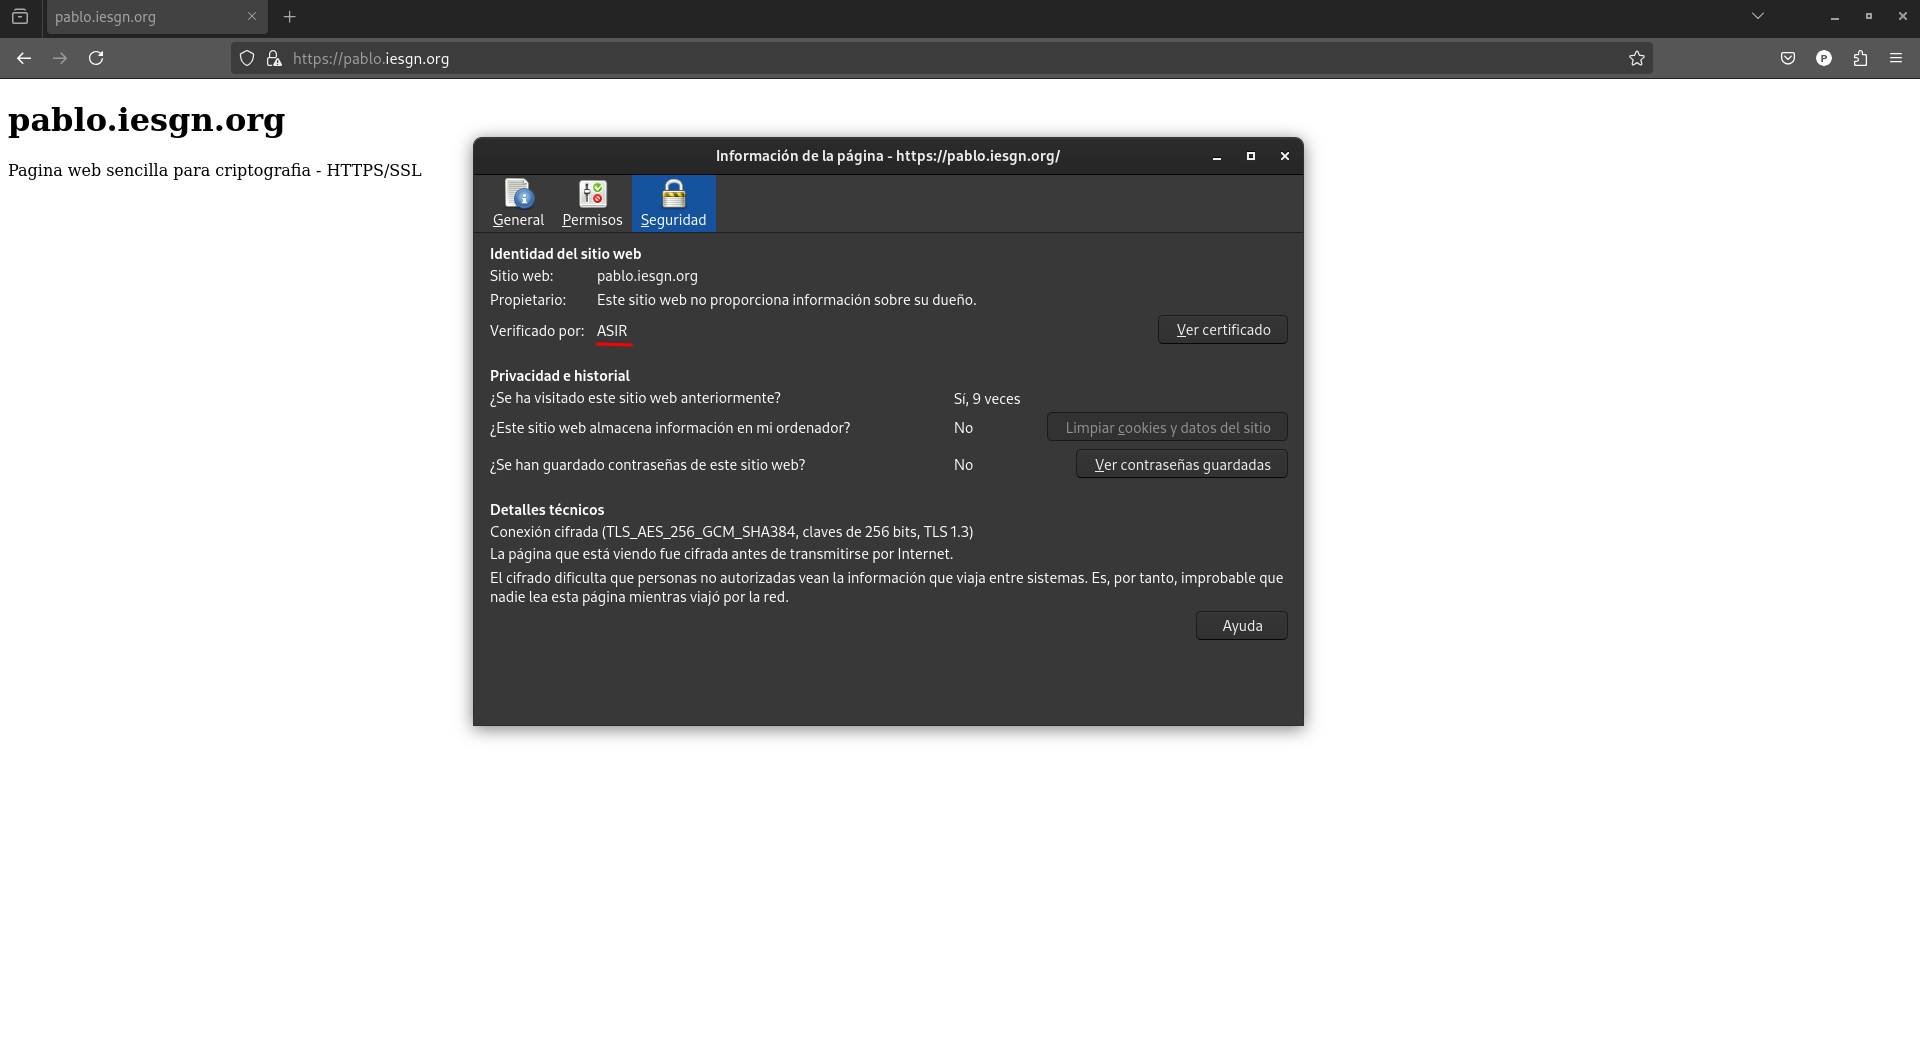 pablo.iesgn.org
https://pablo.iesgn.org
P
pablo.iesgn.org
Pagina web sencilla para criptografia - HTTPS/SSL
Información de la página - https://pablo.iesgn.org/
General Permisos Seguridad
Identidad del sitio web
Sitio web: pablo.iesgn.org
Propietario: Este sitio web no proporciona información sobre su dueño.
Verificado por: ASIR Ver certificado
Privacidad e historial
¿Se ha visitado este sitio web anteriormente? Sí, 9 veces
¿Este sitio web almacena información en mi ordenador? No Limpiar cookies y datos del sitio
¿Se han guardado contraseñas de este sitio web? No Ver contraseñas guardadas
Detalles técnicos
Conexión cifrada (TLS_AES_256_GCM_SHA384, claves de 256 bits, TLS 1.3)
La página que está viendo fue cifrada antes de transmitirse por Internet.
El cifrado dificulta que personas no autorizadas vean la información que viaja entre sistemas. Es, por tanto, improbable que
nadie lea esta página mientras viajó por la red.
Ayuda